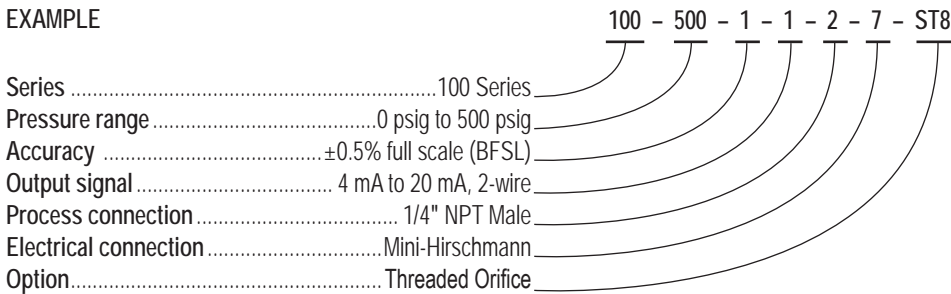 EXAMPLE 100 – 500 – 1 – 1 – 2 – 7 – ST8
Series ................................................................100 Series
Pressure range................................................0 psig to 500 psig
Accuracy .......................................±0.5% full scale (BFSL)
Output signal.................................. 4 mA to 20 mA, 2-wire
Process connection........................................ 1/4" NPT Male
Electrical connection...............................Mini-Hirschmann
Option...................................................... Threaded Orifice